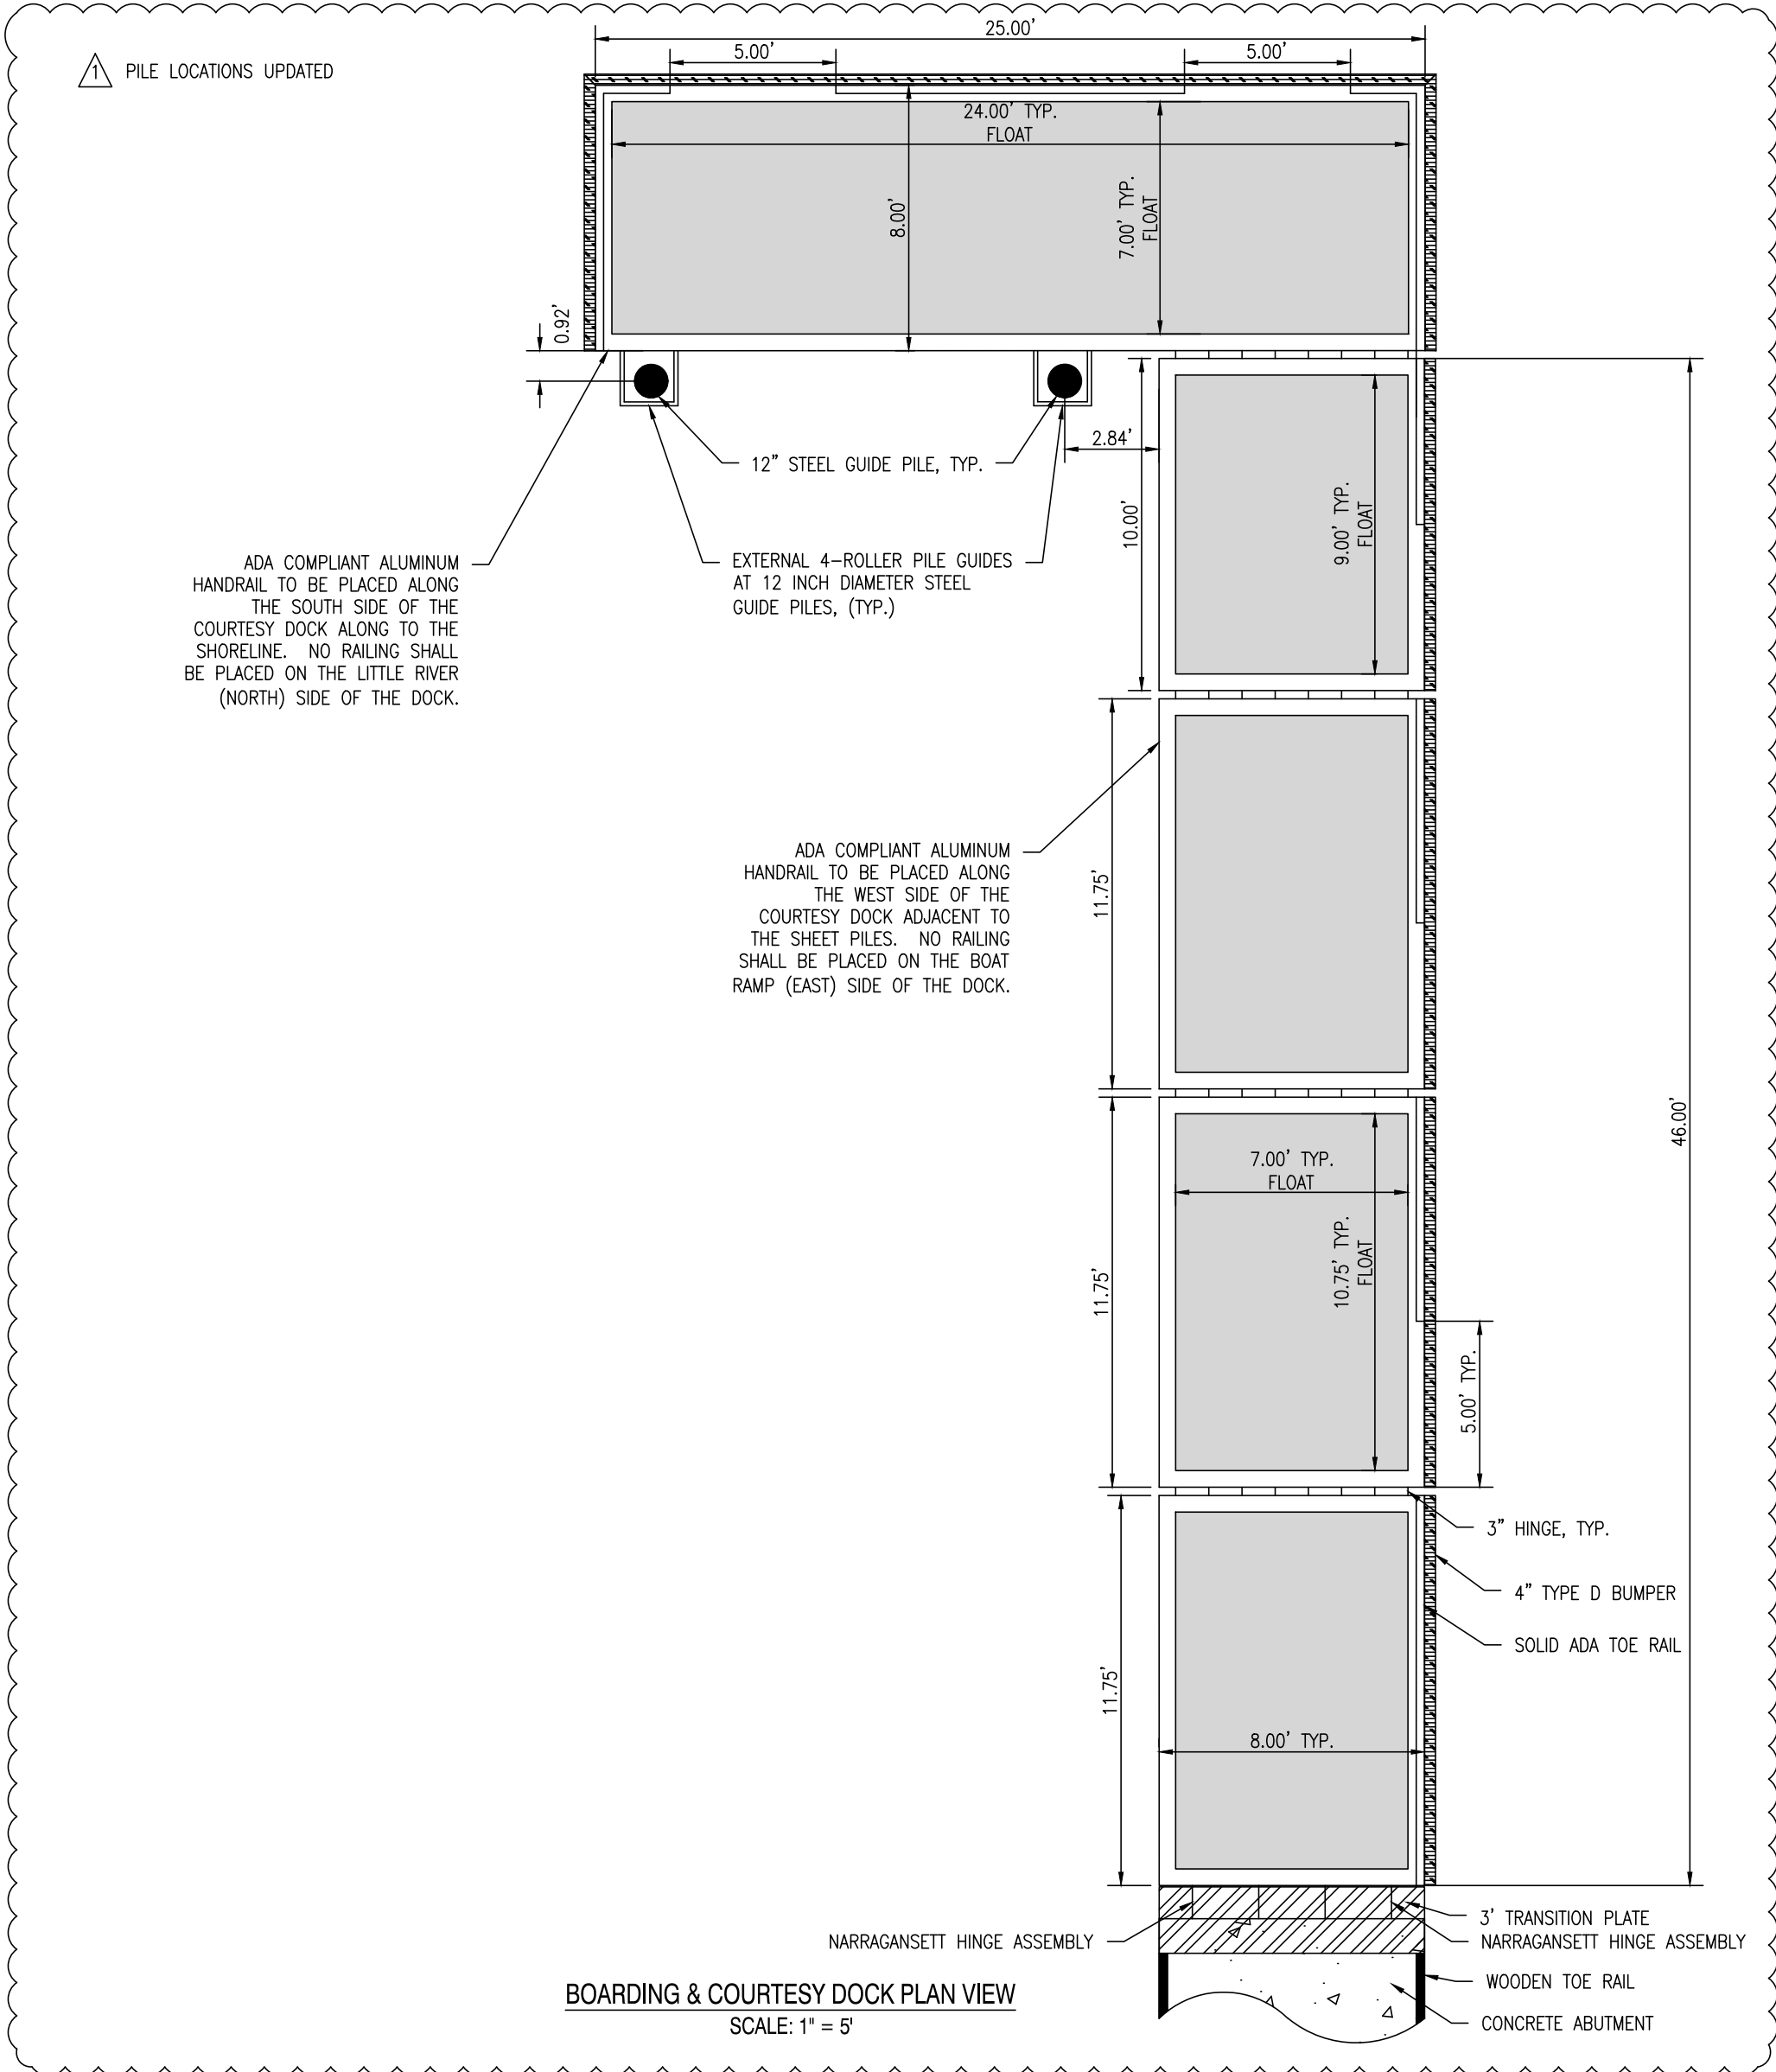 25.00'
5.00'
5.00'
1 PILE LOCATIONS UPDATED
24.00' TYP.
FLOAT
8.00'
7.00' TYP.
FLOAT
0.92'
2.84'
12" STEEL GUIDE PILE, TYP.
10.00'
9.00' TYP.
FLOAT
EXTERNAL 4-ROLLER PILE GUIDES
AT 12 INCH DIAMETER STEEL
GUIDE PILES, (TYP.)
ADA COMPLIANT ALUMINUM
HANDRAIL TO BE PLACED ALONG
THE SOUTH SIDE OF THE
COURTESY DOCK ALONG TO THE
SHORELINE. NO RAILING SHALL
BE PLACED ON THE LITTLE RIVER
(NORTH) SIDE OF THE DOCK.
ADA COMPLIANT ALUMINUM
HANDRAIL TO BE PLACED ALONG
THE WEST SIDE OF THE
COURTESY DOCK ADJACENT TO
THE SHEET PILES. NO RAILING
SHALL BE PLACED ON THE BOAT
RAMP (EAST) SIDE OF THE DOCK.
11.75'
46.00'
7.00' TYP.
FLOAT
10.75' TYP.
FLOAT
11.75'
5.00' TYP.
3" HINGE, TYP.
4" TYPE D BUMPER
SOLID ADA TOE RAIL
11.75'
8.00' TYP.
3' TRANSITION PLATE
NARRAGANSETT HINGE ASSEMBLY
NARRAGANSETT HINGE ASSEMBLY
WOODEN TOE RAIL
CONCRETE ABUTMENT
BOARDING & COURTESY DOCK PLAN VIEW
SCALE: 1" = 5'